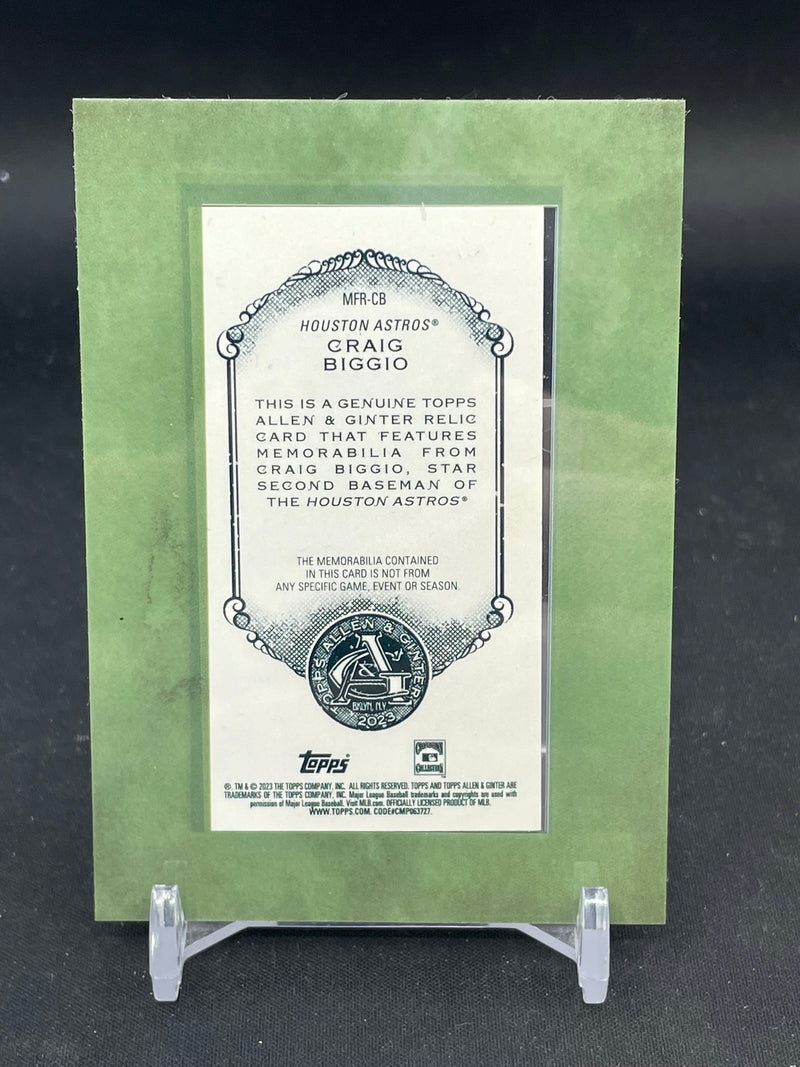 MFR-CB
HOUSTON ASTROS®
CRAIG
BIGGIO
THIS IS A GENUINE TOPPS
ALLEN & GINTER RELIC
CARD THAT FEATURES
MEMORABILIA FROM
CRAIG BIGGIO, STAR
SECOND BASEMAN OF
THE HOUSTON ASTROS®
THE MEMORABILIA CONTAINED
IN THIS CARD IS NOT FROM
ANY SPECIFIC GAME, EVENT OR SEASON.
TOPPS ALLEN & GINTER
A&G
BKLYN, N.Y.
2023
Topps®
COOPERSTOWN
COLLECTION
®, TM & © 2023 THE TOPPS COMPANY, INC. ALL RIGHTS RESERVED. TOPPS AND TOPPS ALLEN & GINTER ARE
TRADEMARKS OF THE TOPPS COMPANY, INC. Major League Baseball trademarks and copyrights are used with
permission of Major League Baseball. Visit MLB.com. OFFICIALLY LICENSED PRODUCT OF MLB.
WWW.TOPPS.COM. CODE#CMP063727.